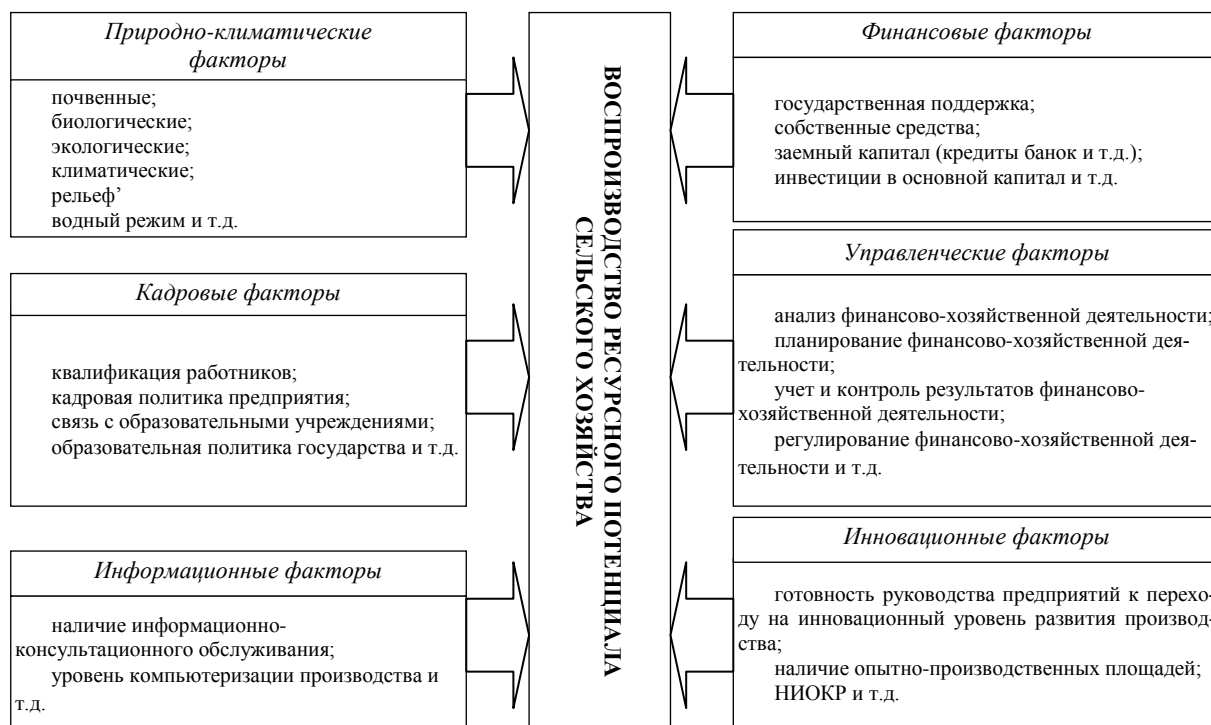 Природно-климатические
факторы
почвенные;
биологические;
экологические;
климатические;
рельеф’
водный режим и т.д.
Кадровые факторы
квалификация работников;
кадровая политика предприятия;
связь с образовательными учреждениями;
образовательная политика государства и т.д.
Информационные факторы
наличие информационно-
консультационного обслуживания;
уровень компьютеризации производства и
т.д.
ВОСПРОИЗВОДСТВО РЕСУРСНОГО ПОТЕНЦИАЛА
СЕЛЬСКОГО ХОЗЯЙСТВА
Финансовые факторы
государственная поддержка;
собственные средства;
заемный капитал (кредиты банок и т.д.);
инвестиции в основной капитал и т.д.
Управленческие факторы
анализ финансово-хозяйственной деятельности;
планирование финансово-хозяйственной дея-
тельности;
учет и контроль результатов финансово-
хозяйственной деятельности;
регулирование финансово-хозяйственной дея-
тельности и т.д.
Инновационные факторы
готовность руководства предприятий к перехо-
ду на инновационный уровень развития производ-
ства;
наличие опытно-производственных площадей;
НИОКР и т.д.